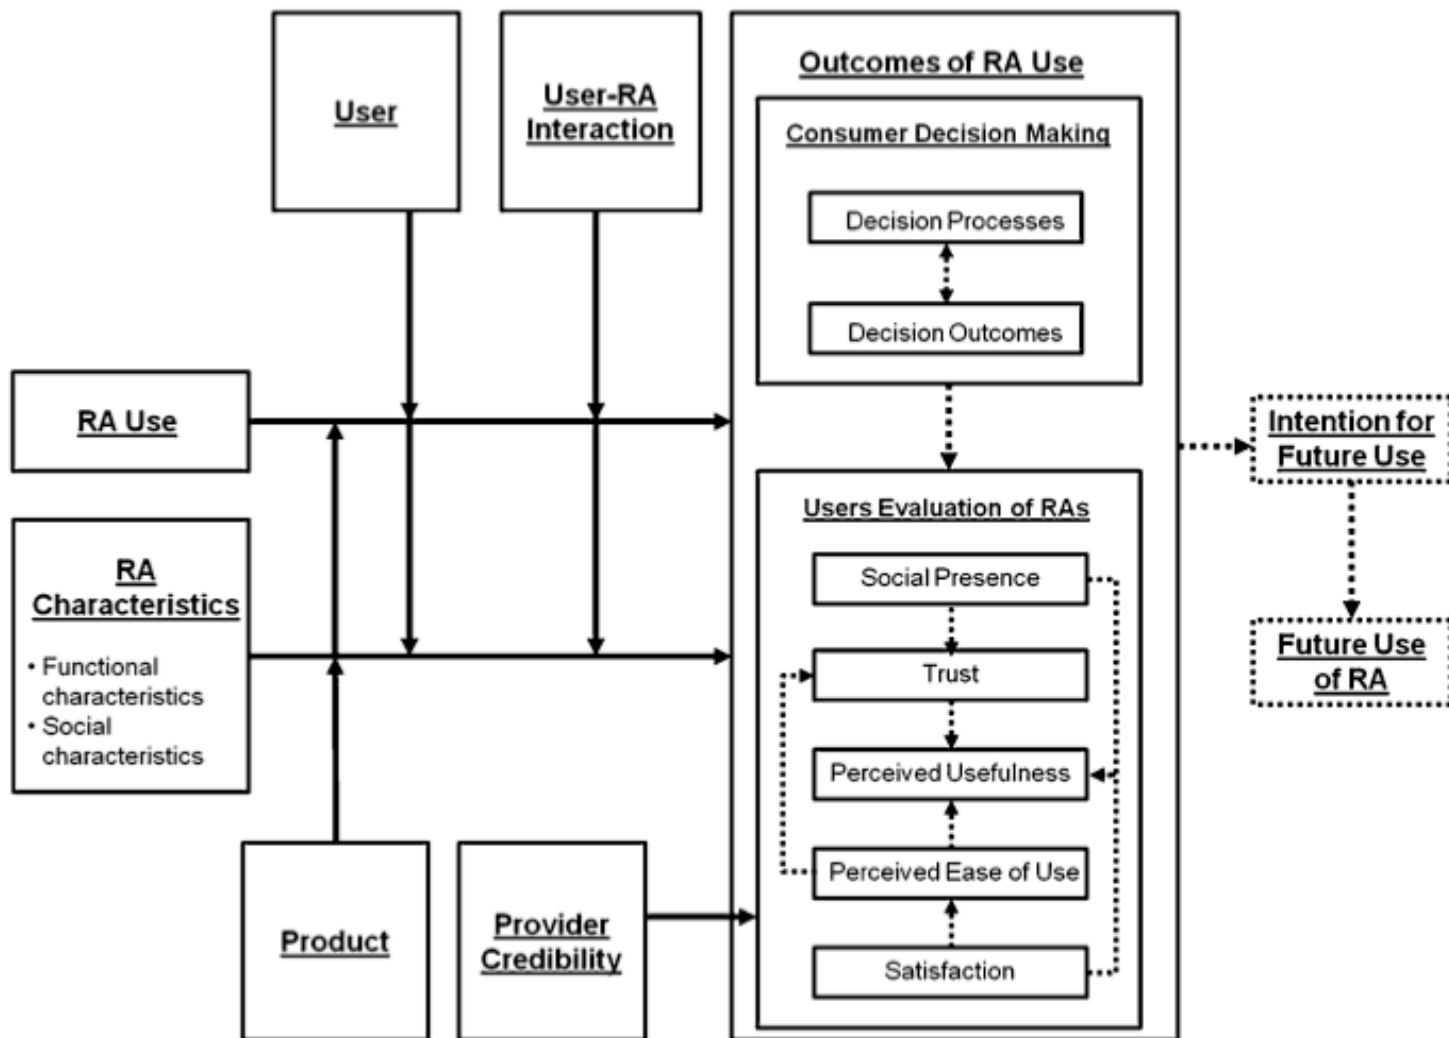 User
User-RA
Interaction
Outcomes of RA Use
Consumer Decision Making
Decision Processes
Decision Outcomes
RA Use
RA
Characteristics
• Functional
characteristics
• Social
characteristics
Users Evaluation of RAs
Social Presence
Trust
Perceived Usefulness
Perceived Ease of Use
Satisfaction
Product
Provider
Credibility
Intention for
Future Use
Future Use
of RA